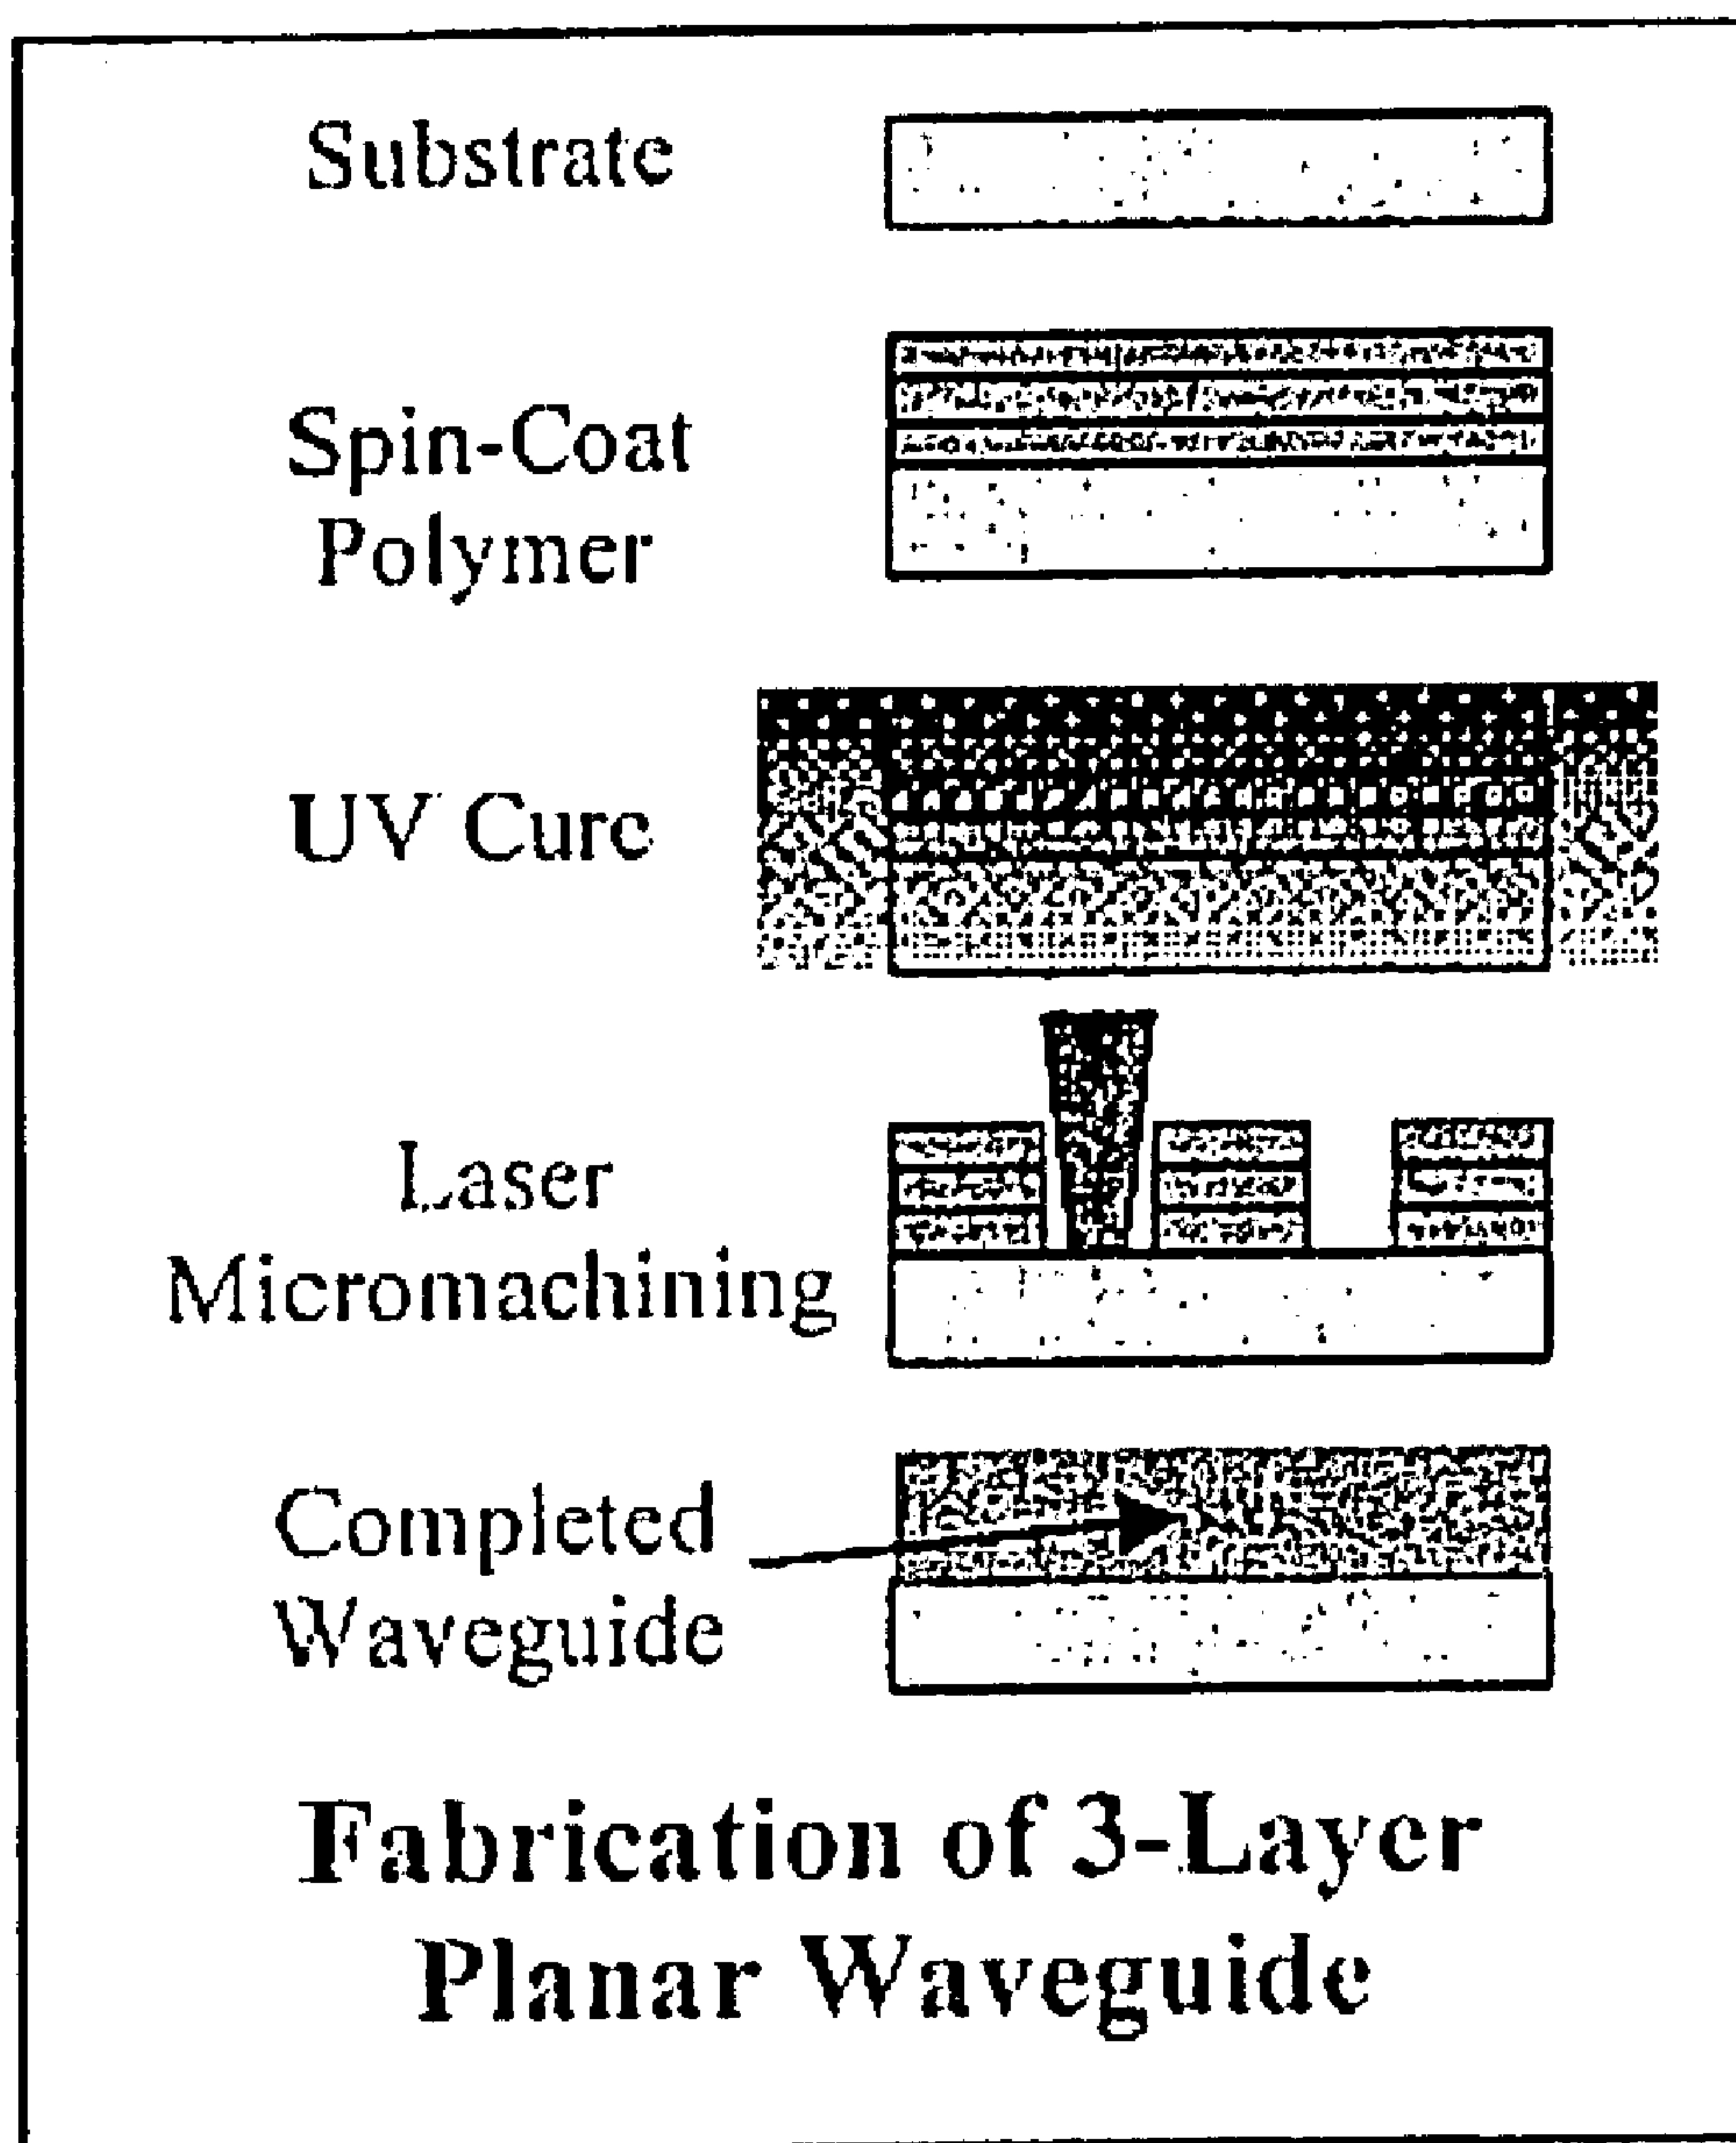 Substrate
Spin-Coat
Polymer
UV Cure
Laser
Micromachining
Completed
Waveguide
Fabrication of 3-Layer
Planar Waveguide